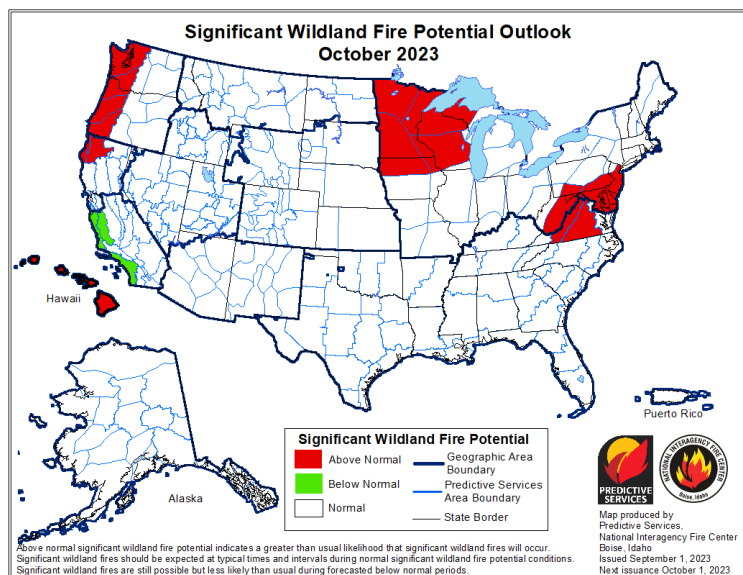 Significant Wildland Fire Potential Outlook
October 2023
Hawaii
Puerto Rico
Alaska
Significant Wildland Fire Potential
Above Normal
Below Normal
Normal
Geographic Area
Boundary
Predictive Services
Area Boundary
State Border
PREDICTIVE
SERVICES
NATIONAL INTERAGENCY FIRE CENTER
Boise, Idaho
Map produced by
Predictive Services,
National Interagency Fire Center
Boise, Idaho
Issued September 1, 2023
Next issuance October 1, 2023
Above normal significant wildland fire potential indicates a greater than usual likelihood that significant wildland fires will occur.
Significant wildland fires should be expected at typical times and intervals during normal significant wildland fire potential conditions.
Significant wildland fires are still possible but less likely than usual during forecasted below normal periods.